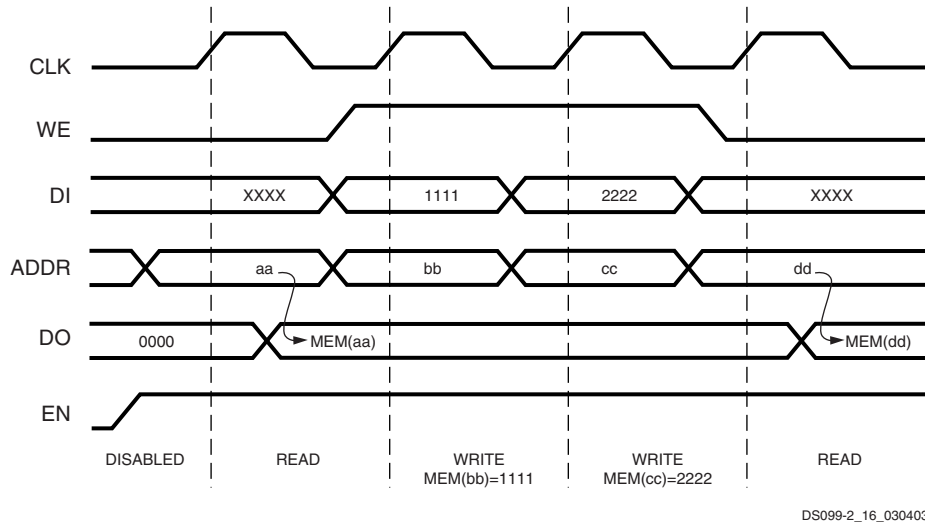 CLK
WE
DI XXXX 1111 2222 XXXX
ADDR aa bb cc dd
DO 0000 MEM(aa) MEM(dd)
EN
DISABLED READ WRITE WRITE READ
MEM(bb)=1111 MEM(cc)=2222
DS099-2_16_030403